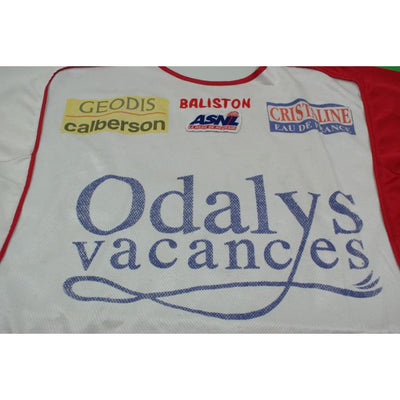 GEODIS
calberson
BALISTON
ASNL
CRISTALINE
EAU DE FRANCE
Odalys
vacances